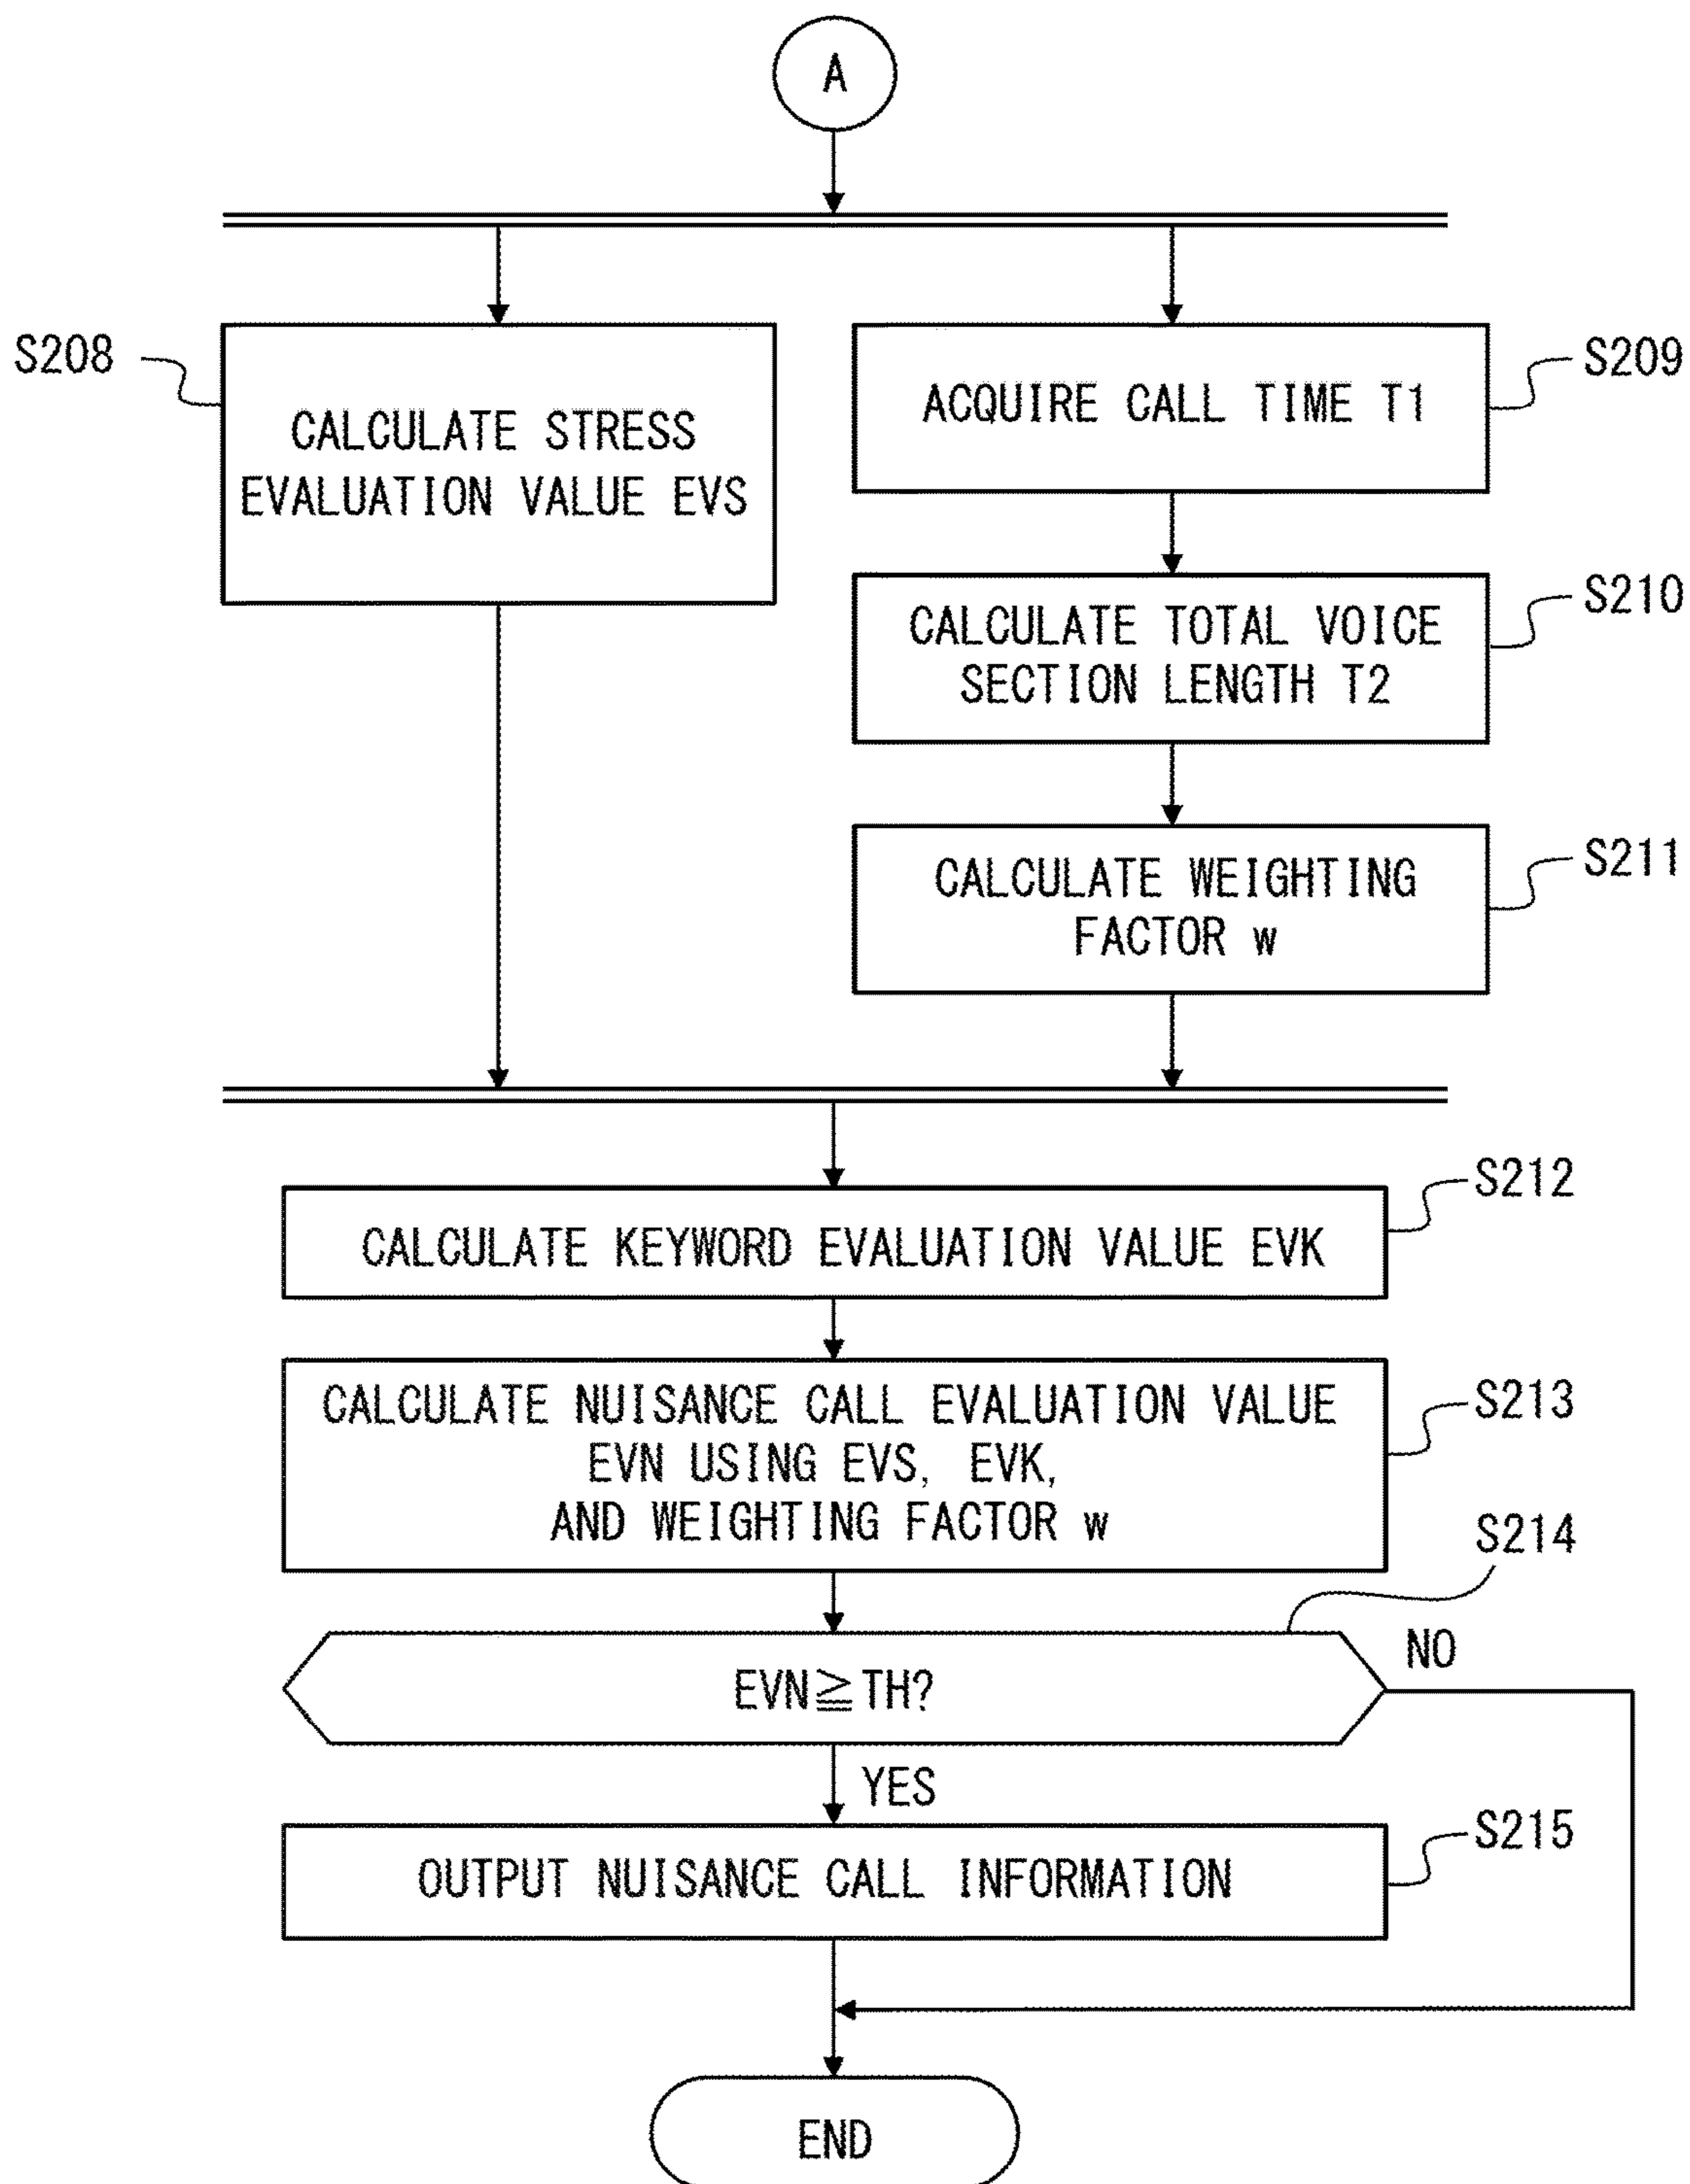 A
S208
CALCULATE STRESS
EVALUATION VALUE EVS
S209
ACQUIRE CALL TIME T1
S210
CALCULATE TOTAL VOICE
SECTION LENGTH T2
S211
CALCULATE WEIGHTING
FACTOR w
S212
CALCULATE KEYWORD EVALUATION VALUE EVK
S213
CALCULATE NUISANCE CALL EVALUATION VALUE
EVN USING EVS, EVK,
AND WEIGHTING FACTOR w
S214
EVN≧TH?
NO
YES
S215
OUTPUT NUISANCE CALL INFORMATION
END